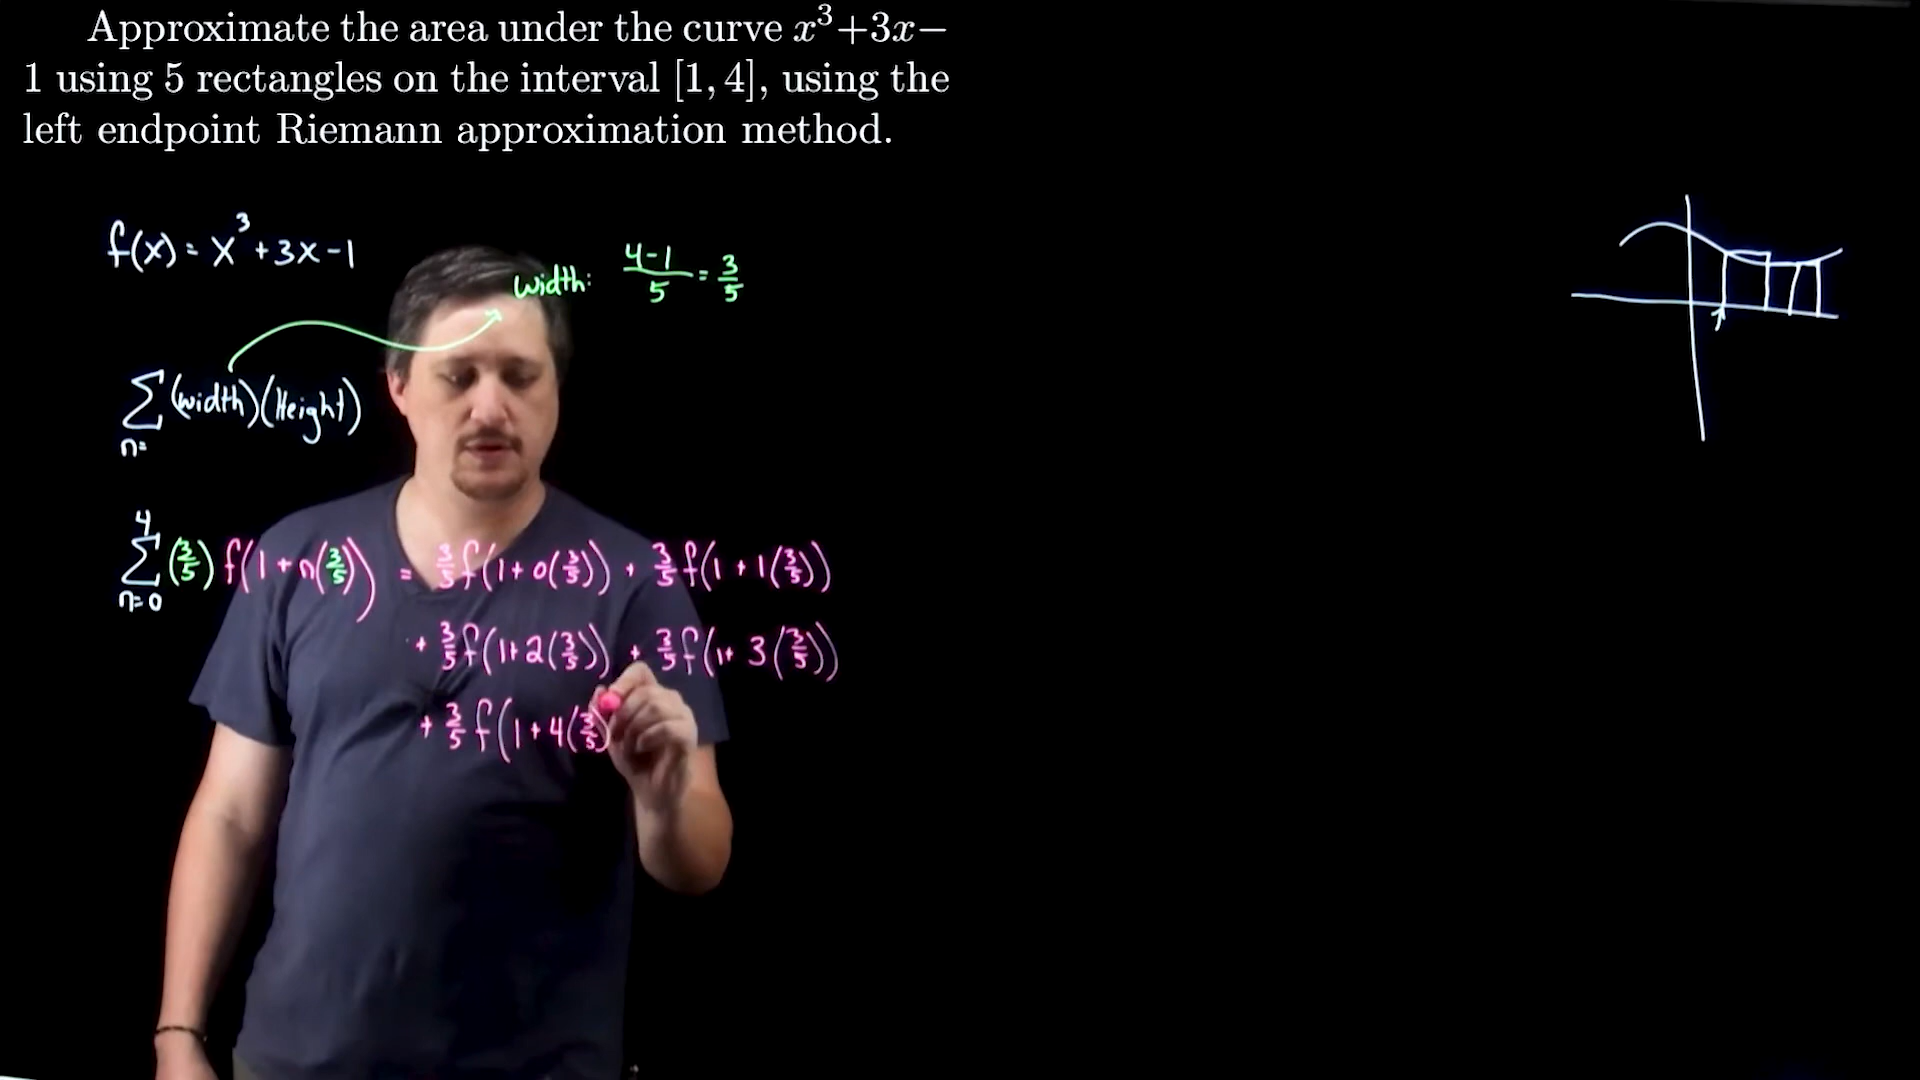 Approximate the area under the curve x³+3x−
1 using 5 rectangles on the interval [1, 4], using the
left endpoint Riemann approximation method.
f(x) = x³ + 3x - 1
width: (4-1)/5 = 3/5
∑ n= (width)(Height)
4 ∑ n=0 (3/5) f(1 + n(3/5)) = 3/5 f(1 + 0(3/5)) + 3/5 f(1 + 1(3/5))
+ 3/5 f(1+2(3/5)) + 3/5 f(1+ 3(3/5))
+ 3/5 f(1 + 4(3/5)